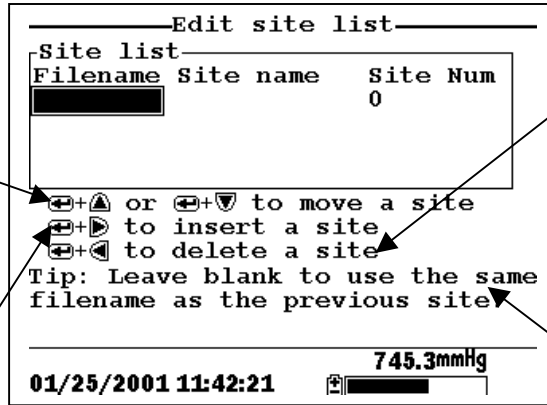 Edit site list
Site list
Filename Site name Site Num
0
+ or + to move a site
+ to insert a site
+ to delete a site
Tip: Leave blank to use the same
filename as the previous site.
745.3mmHg
01/25/2001 11:42:21